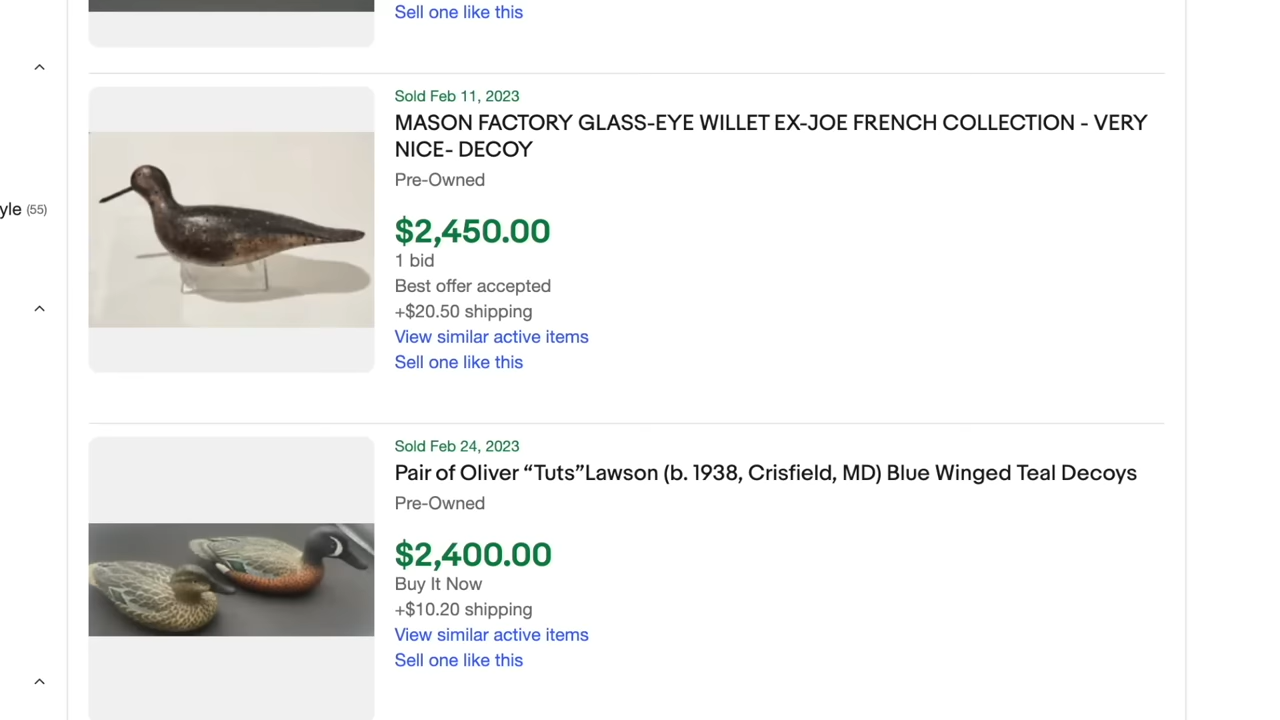 Sell one like this
Sold Feb 11, 2023
MASON FACTORY GLASS-EYE WILLET EX-JOE FRENCH COLLECTION - VERY
NICE- DECOY
Pre-Owned
yle (55)
$2,450.00
1 bid
Best offer accepted
+$20.50 shipping
View similar active items
Sell one like this
Sold Feb 24, 2023
Pair of Oliver “Tuts”Lawson (b. 1938, Crisfield, MD) Blue Winged Teal Decoys
Pre-Owned
$2,400.00
Buy It Now
+$10.20 shipping
View similar active items
Sell one like this